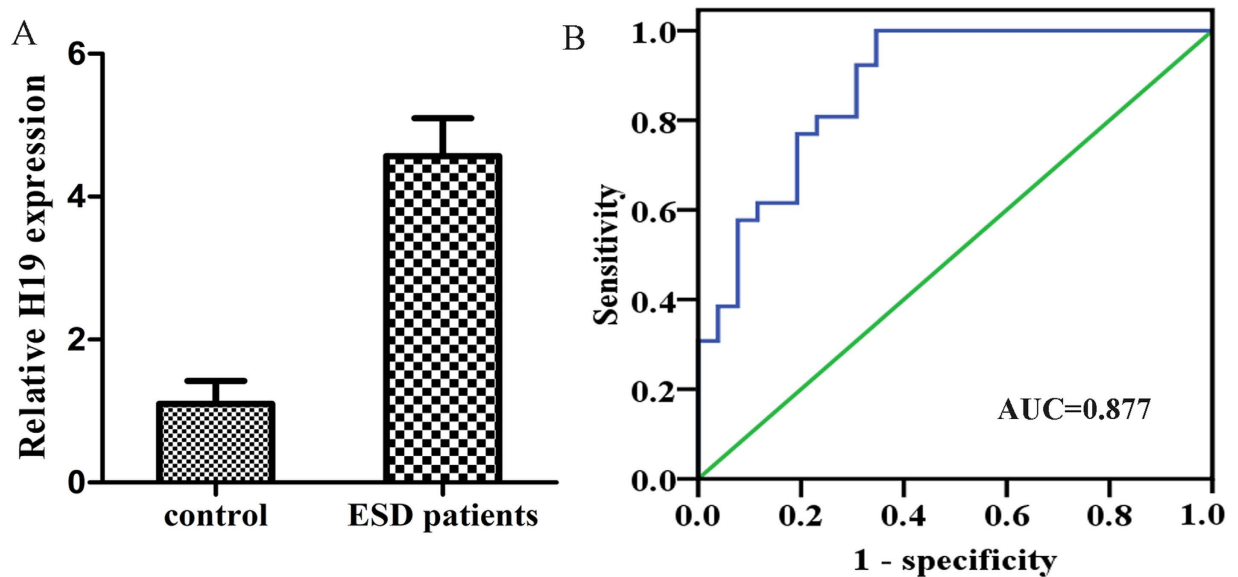 A
Relative H19 expression
6
4
2
0
control
ESD patients
B
Sensitivity
1.0
0.8
0.6
0.4
0.2
0.0
AUC=0.877
0.0 0.2 0.4 0.6 0.8 1.0
1 - specificity